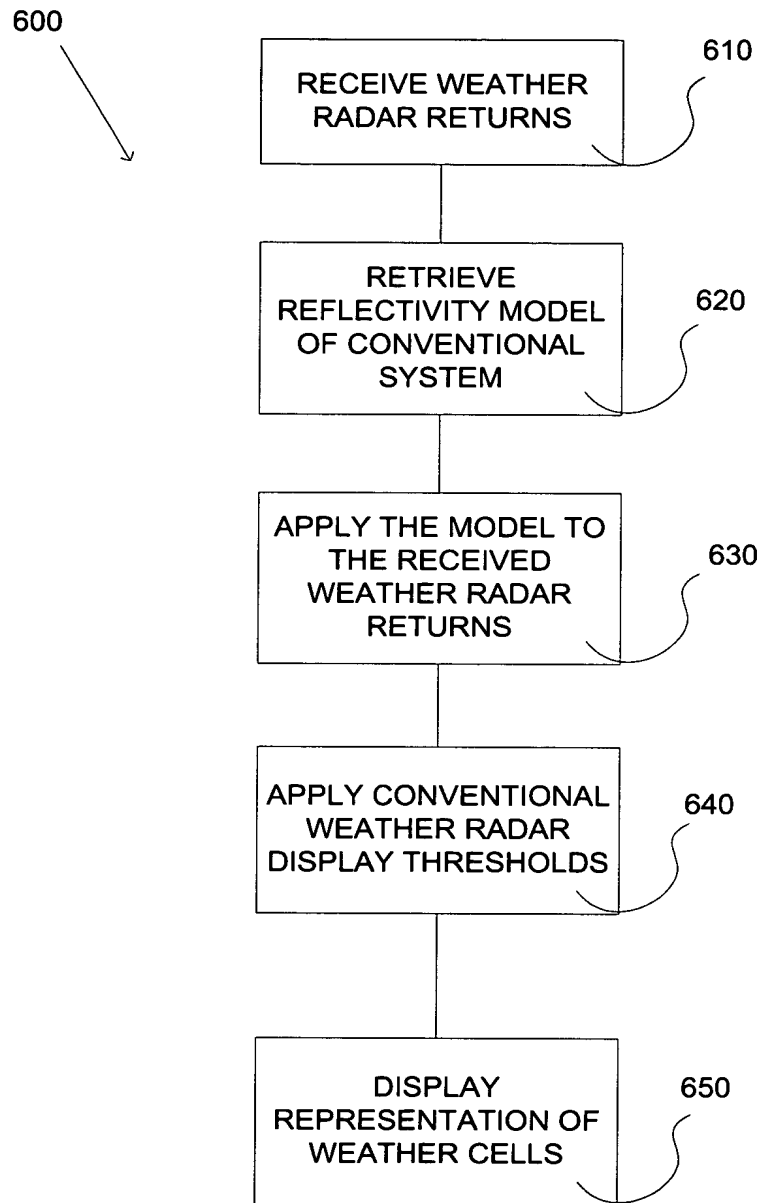 600
610
RECEIVE WEATHER
RADAR RETURNS
RETRIEVE
REFLECTIVITY MODEL
OF CONVENTIONAL
SYSTEM
620
APPLY THE MODEL TO
THE RECEIVED
WEATHER RADAR
RETURNS
630
APPLY CONVENTIONAL
WEATHER RADAR
DISPLAY THRESHOLDS
640
DISPLAY
REPRESENTATION OF
WEATHER CELLS
650